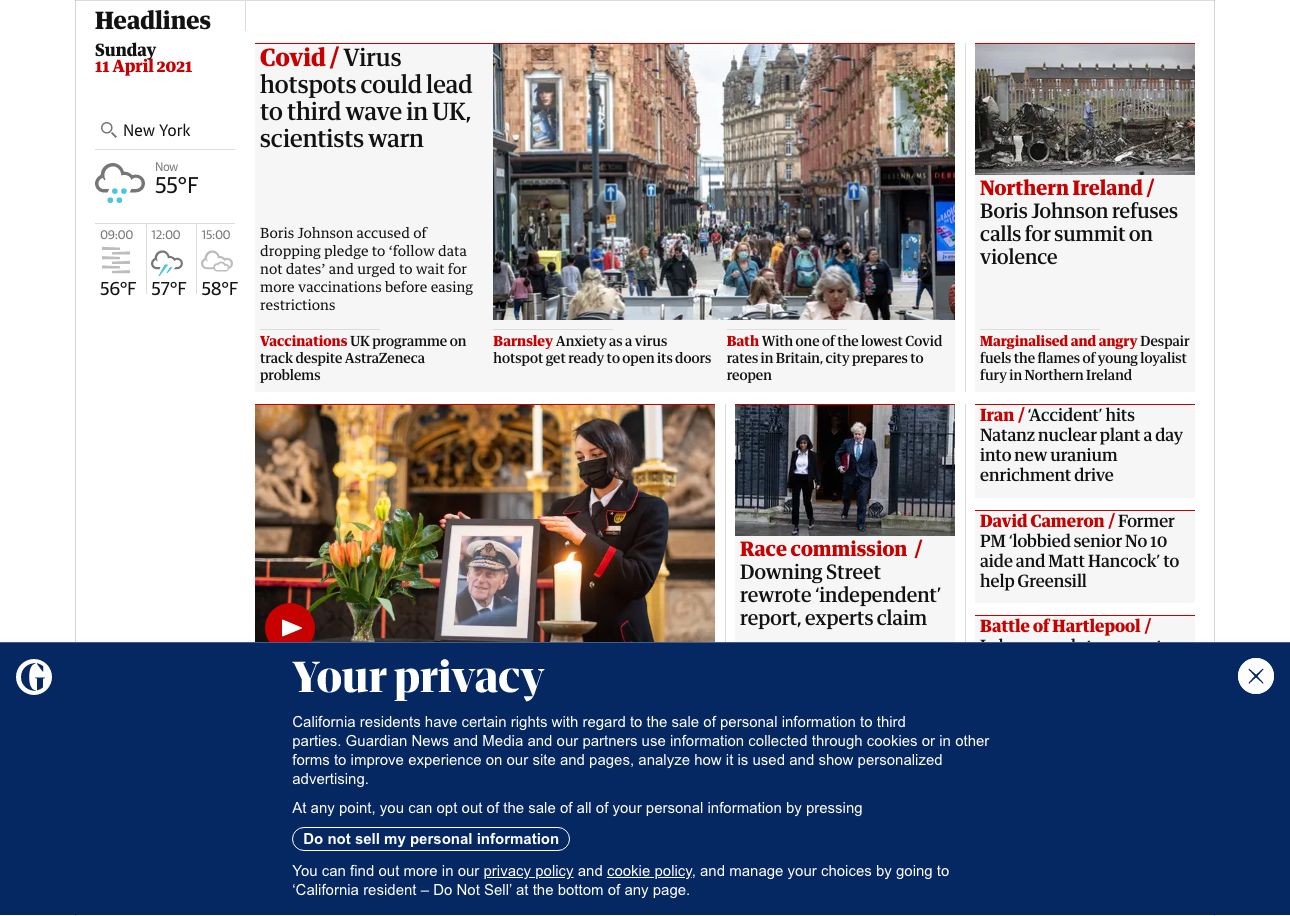 Headlines
Sunday
11 April 2021
New York
Now
55°F
09:00 12:00 15:00
56°F 57°F 58°F
Covid / Virus
hotspots could lead
to third wave in UK,
scientists warn
Boris Johnson accused of
dropping pledge to ‘follow data
not dates’ and urged to wait for
more vaccinations before easing
restrictions
Vaccinations UK programme on
track despite AstraZeneca
problems
DEBENHAMS
Barnsley Anxiety as a virus
hotspot get ready to open its doors
Bath With one of the lowest Covid
rates in Britain, city prepares to
reopen
Northern Ireland /
Boris Johnson refuses
calls for summit on
violence
Marginalised and angry Despair
fuels the flames of young loyalist
fury in Northern Ireland
Race commission /
Downing Street
rewrote ‘independent’
report, experts claim
Iran / ‘Accident’ hits
Natanz nuclear plant a day
into new uranium
enrichment drive
David Cameron / Former
PM ‘lobbied senior No 10
aide and Matt Hancock’ to
help Greensill
Battle of Hartlepool /
Your privacy
California residents have certain rights with regard to the sale of personal information to third
parties. Guardian News and Media and our partners use information collected through cookies or in other
forms to improve experience on our site and pages, analyze how it is used and show personalized
advertising.
At any point, you can opt out of the sale of all of your personal information by pressing
Do not sell my personal information
You can find out more in our privacy policy and cookie policy, and manage your choices by going to
‘California resident – Do Not Sell’ at the bottom of any page.